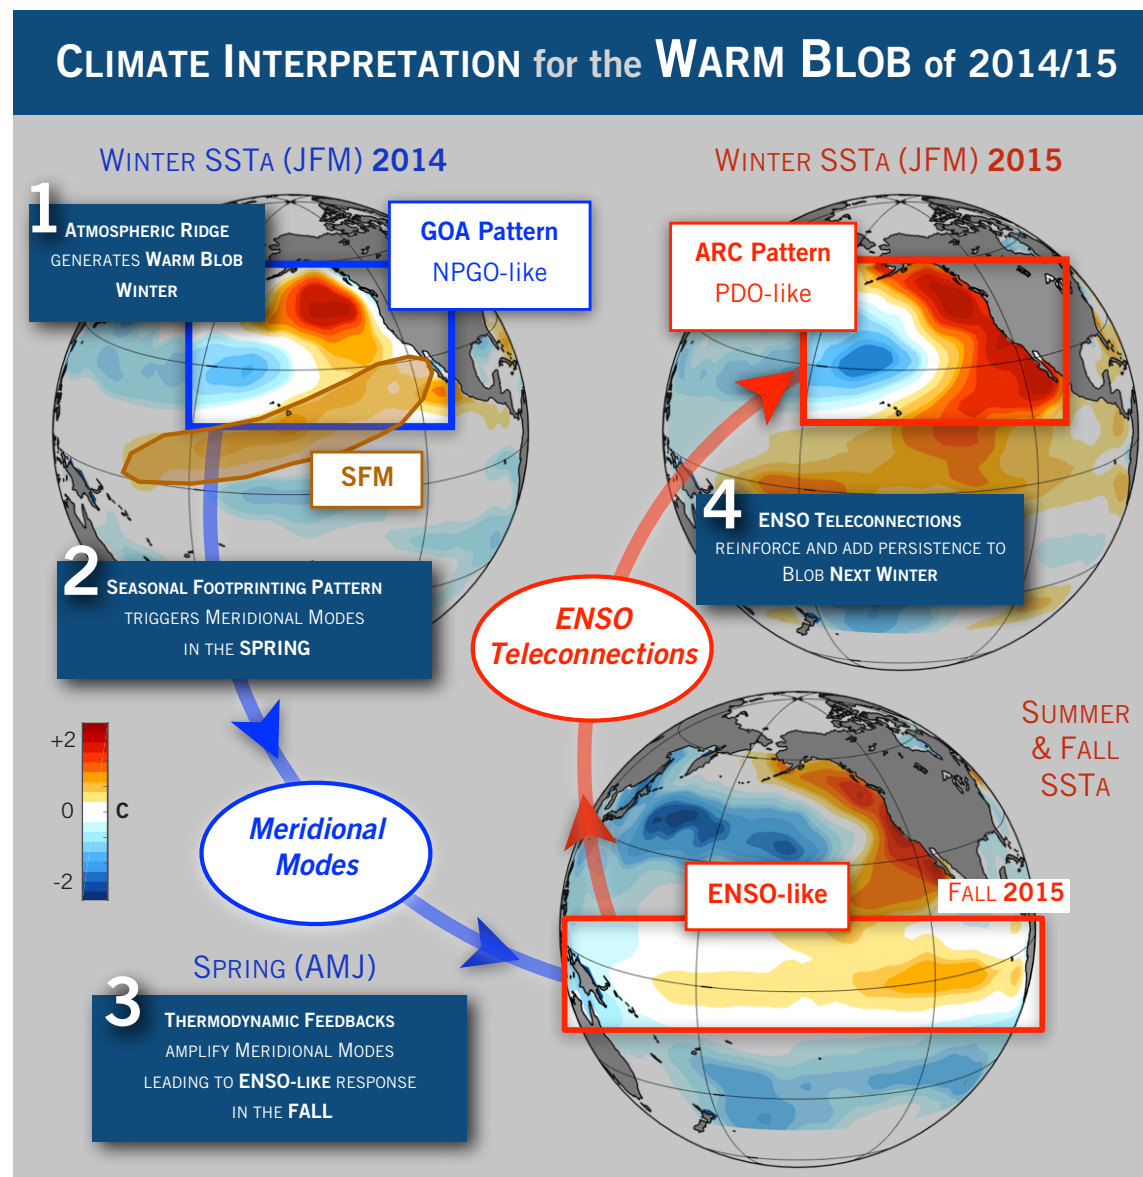 CLIMATE INTERPRETATION for the WARM BLOB of 2014/15
WINTER SSTA (JFM) 2014
1
ATMOSPHERIC RIDGE
GENERATES WARM BLOB
WINTER
GOA Pattern
NPGO-like
SFM
2
SEASONAL FOOTPRINTING PATTERN
TRIGGERS MERIDIONAL MODES
IN THE SPRING
+2
0
C
-2
Meridional
Modes
SPRING (AMJ)
3
THERMODYNAMIC FEEDBACKS
AMPLIFY MERIDIONAL MODES
LEADING TO ENSO-LIKE RESPONSE
IN THE FALL
WINTER SSTA (JFM) 2015
ARC Pattern
PDO-like
4
ENSO TELECONNECTIONS
REINFORCE AND ADD PERSISTENCE TO
BLOB NEXT WINTER
ENSO
Teleconnections
SUMMER
& FALL
SSTA
ENSO-like
FALL 2015